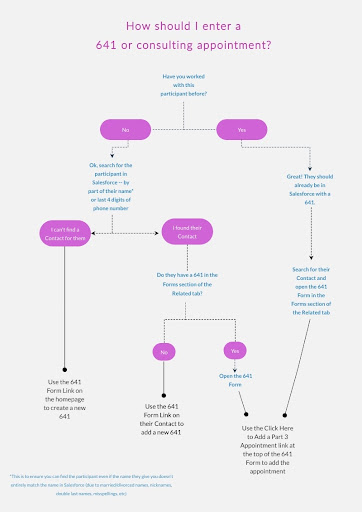 How should I enter a
641 or consulting appointment?
Have you worked
with this
participant before?
No
Yes
Ok, search for the
participant in
Salesforce -- by
part of their name*
or last 4 digits of
phone number
Great! They should
already be in
Salesforce with a
641.
I can't find a
Contact for them
I found their
Contact
Do they have a 641 in the
Forms section of the
Related tab?
Search for their
Contact and
open the 641
Form in the
Forms section of
the Related tab
No
Yes
Open the 641
Form
Use the 641
Form Link on
the homepage
to create a new
641
Use the 641
Form Link on
their Contact to
add a new 641
Use the Click Here
to Add a Part 3
Appointment link at
the top of the 641
Form to add the
appointment
*This is to ensure you can find the participant even if the name they give you doesn't
entirely match the name in Salesforce (due to married/divorced names, nicknames,
double last names, misspellings, etc.)